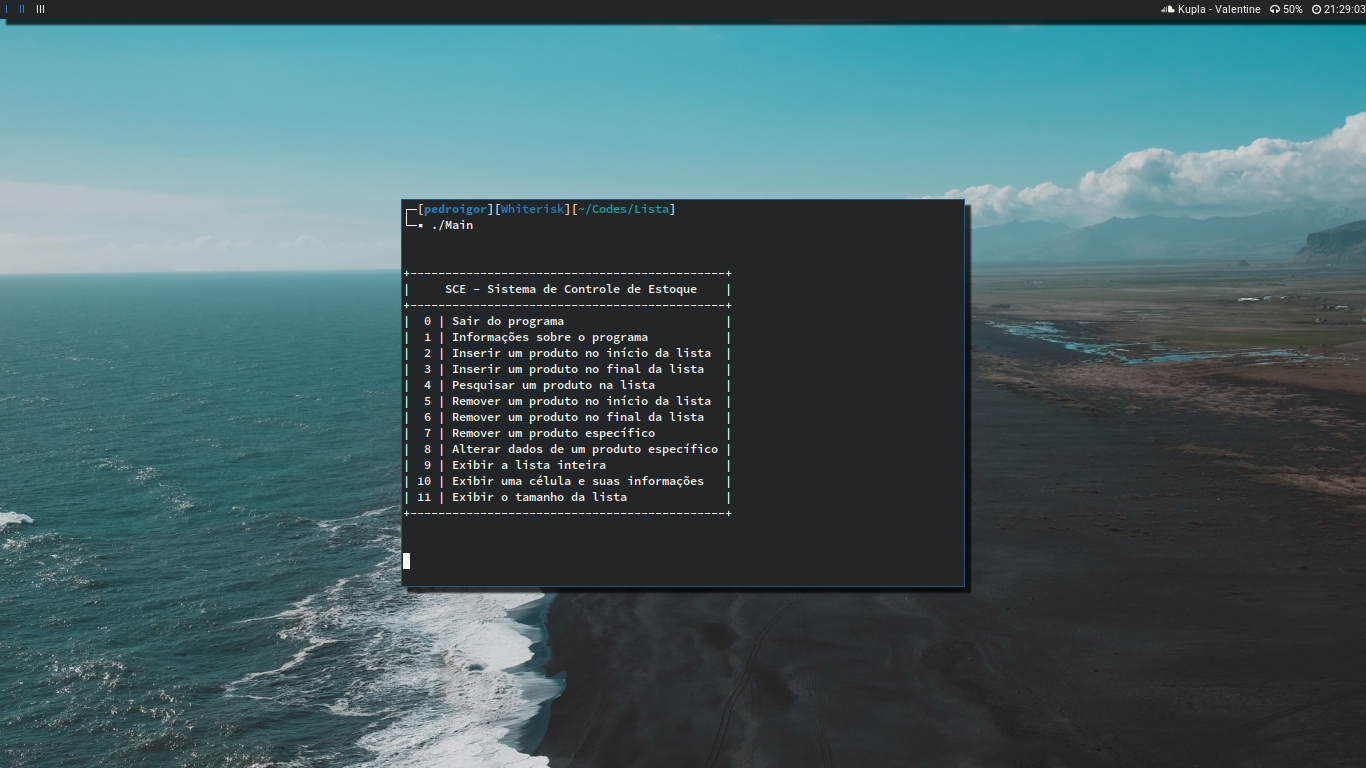 I II III Kupla - Valentine 50% 21:29:03
┌─[pedroigor][Whiterisk][~/Codes/Lista]
└─▪ ./Main
+---------------------------------------------+
| SCE – Sistema de Controle de Estoque |
+---------------------------------------------+
| 0 | Sair do programa |
| 1 | Informações sobre o programa |
| 2 | Inserir um produto no início da lista |
| 3 | Inserir um produto no final da lista |
| 4 | Pesquisar um produto na lista |
| 5 | Remover um produto no início da lista |
| 6 | Remover um produto no final da lista |
| 7 | Remover um produto específico |
| 8 | Alterar dados de um produto específico |
| 9 | Exibir a lista inteira |
| 10 | Exibir uma célula e suas informações |
| 11 | Exibir o tamanho da lista |
+---------------------------------------------+